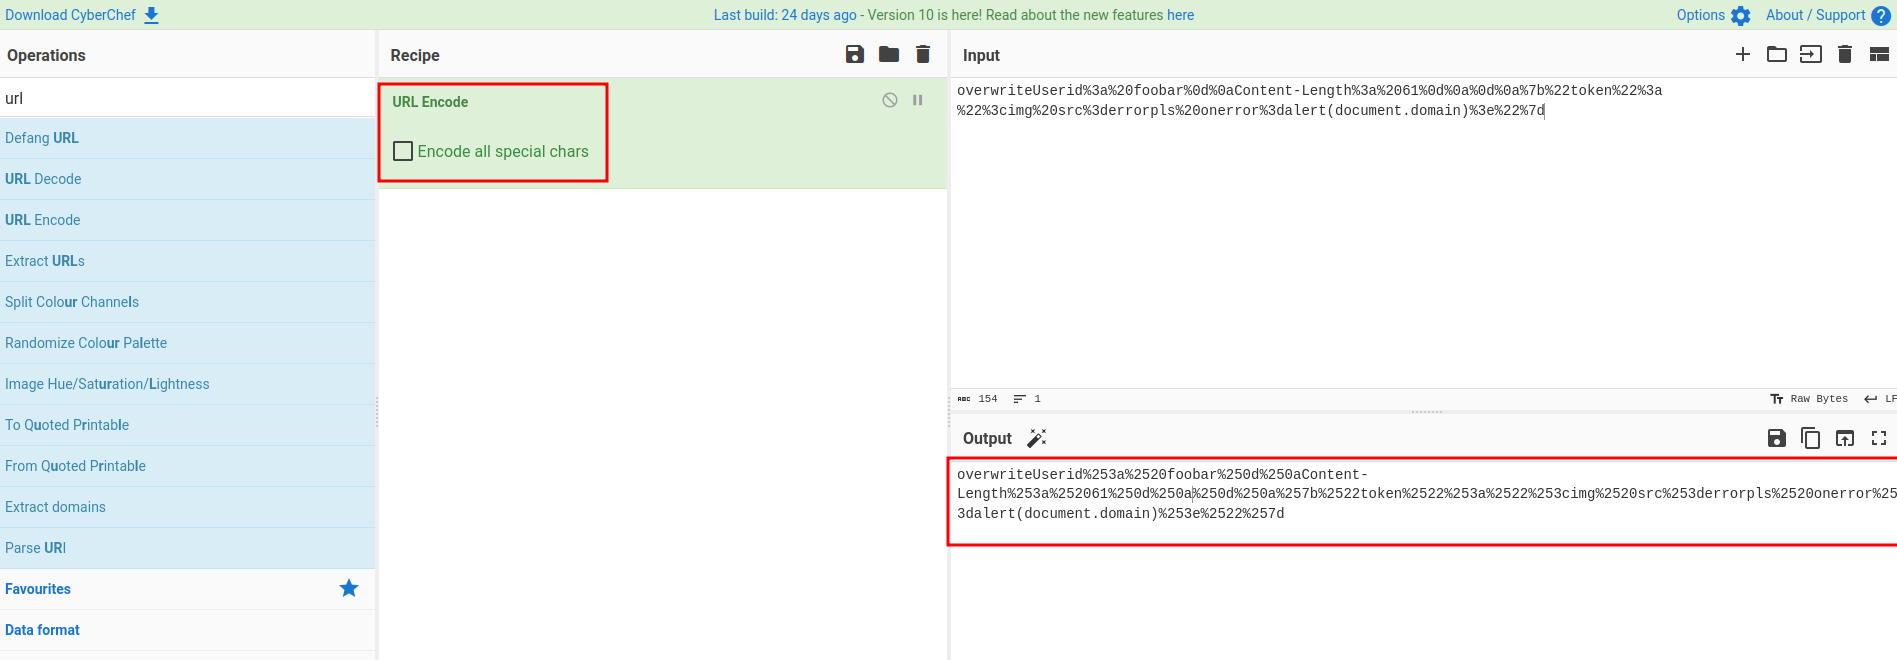 Download CyberChef
Last build: 24 days ago - Version 10 is here! Read about the new features here
Options
About / Support
Operations
Recipe
Input
url
URL Encode
Encode all special chars
overwriteUserid%3a%20foobar%0d%0aContent-Length%3a%2061%0d%0a%0d%0a%7b%22token%22%3a
%22%3cimg%20src%3derrorpls%20onerror%3dalert(document.domain)%3e%22%7d
Defang URL
URL Decode
URL Encode
Extract URLs
Split Colour Channels
Randomize Colour Palette
Image Hue/Saturation/Lightness
To Quoted Printable
From Quoted Printable
Extract domains
Parse URI
Favourites
Data format
ABC 154
1
Raw Bytes
LF
Output
overwriteUserid%253a%2520foobar%250d%250aContent-
Length%253a%252061%250d%250a%250d%250a%257b%2522token%2522%253a%2522%253cimg%2520src%253derrorpls%2520onerror%25
3dalert(document.domain)%253e%2522%257d